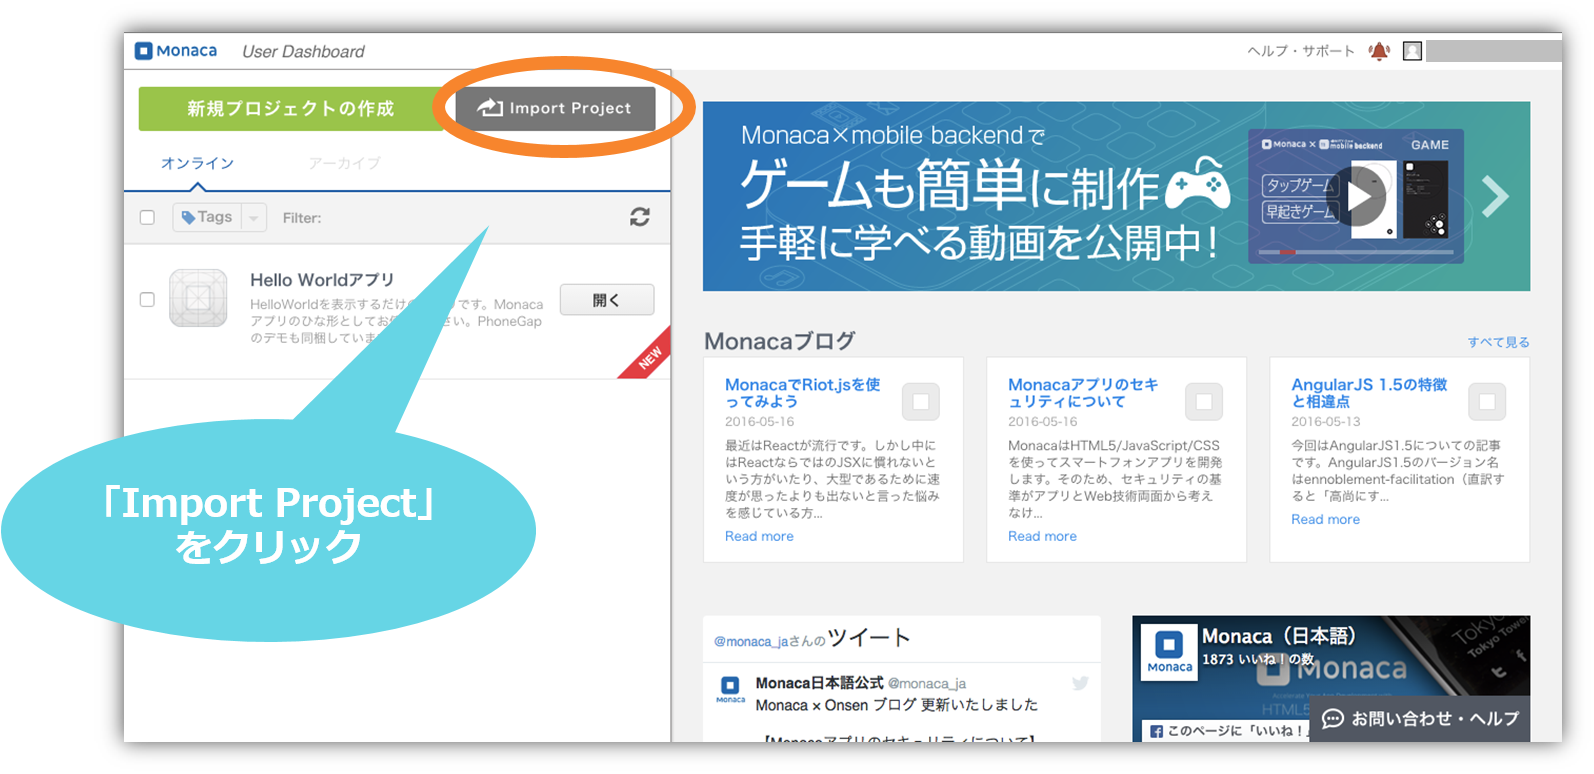 Monaca User Dashboard
ヘルプ・サポート
新規プロジェクトの作成
Import Project
オンライン
アーカイブ
Tags
Filter:
Hello Worldアプリ
HelloWorldを表示するだけの
です。Monaca
アプリのひな形としてお
さい。PhoneGap
のデモも同梱していま
開く
NEW
「Import Project」
をクリック
Monaca×mobile backendで
ゲームも簡単に制作
手軽に学べる動画を公開中！
Monaca × mobile backend
GAME
タップゲーム
早起きゲーム
Monacaブログ
すべて見る
MonacaでRiot.jsを使
ってみよう
2016-05-16
最近はReactが流行です。しかし中に
はReactならではのJSXに慣れないと
いう方がいたり、大型であるために速
度が思ったよりも出ないと言った悩み
を感じている方...
Read more
Monacaアプリのセキ
ュリティについて
2016-05-16
MonacaはHTML5/JavaScript/CSS
を使ってスマートフォンアプリを開発
します。そのため、セキュリティの基
準がアプリとWeb技術両面から考え
なけ...
Read more
AngularJS 1.5の特徴
と相違点
2016-05-13
今回はAngularJS1.5についての記事
です。AngularJS1.5のバージョン名
はennoblement-facilitation（直訳す
ると「高尚にす...
Read more
@monaca_jaさんのツイート
Monaca
Monaca日本語公式 @monaca_ja
Monaca × Onsen ブログ 更新いたしました
【Monacaアプリのセキュリティについて】
Monaca
Monaca（日本語）
1873 いいね！の数
Monaca
HTML5
Tokyo
Tokyo Tower
このページに「いいね！」
お問い合わせ・ヘルプ